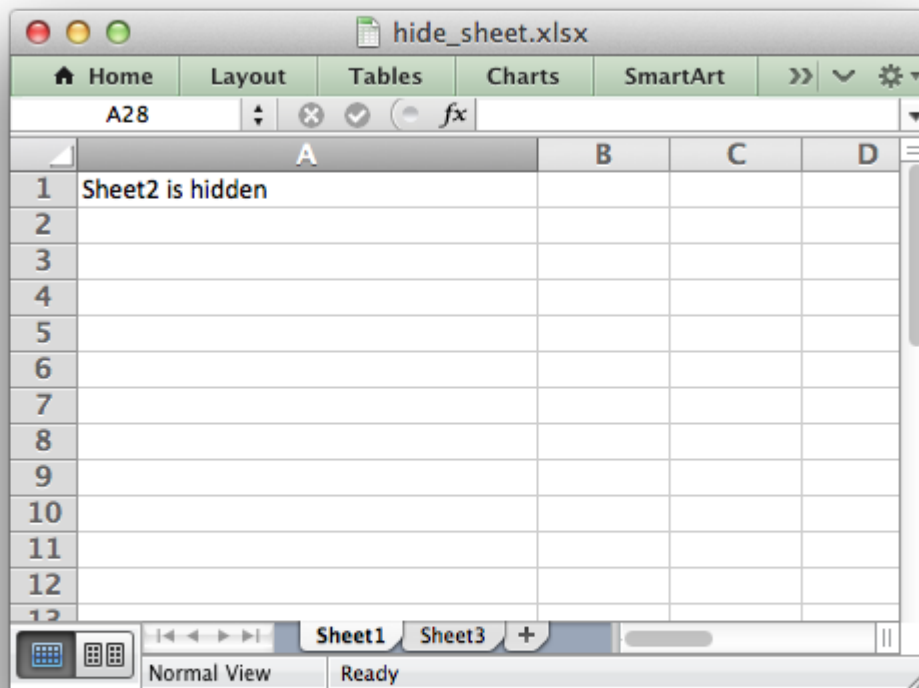 hide_sheet.xlsx
Home Layout Tables Charts SmartArt
A28 fx
A B C D
1 Sheet2 is hidden
2
3
4
5
6
7
8
9
10
11
12
13
Sheet1 Sheet3 +
Normal View Ready